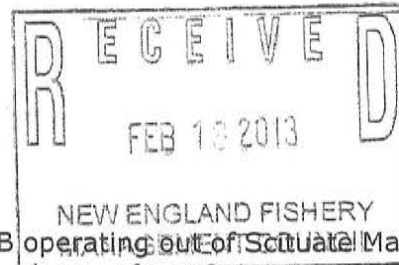 RECEIVED
FEB 2013
NEW ENGLAND FISHERY
B operating out of Scituate Ma